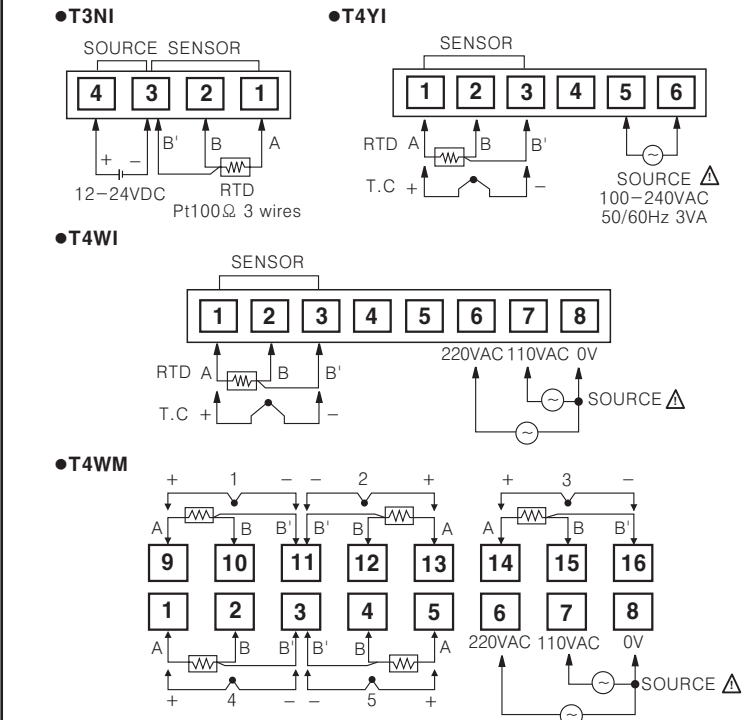 ●T3NI
SOURCE SENSOR
4 3 2 1
+ − B' B A
12−24VDC
RTD
Pt100Ω 3 wires
●T4YI
SENSOR
1 2 3 4 5 6
RTD A B B'
T.C + −
SOURCE ⚠
100−240VAC
50/60Hz 3VA
●T4WI
SENSOR
1 2 3 4 5 6 7 8
220VAC 110VAC 0V
RTD A B B'
SOURCE ⚠
T.C + −
●T4WM
+ 1 − − 2 + + 3 −
A B B' B' B A A B B'
9 10 11 12 13 14 15 16
1 2 3 4 5 6 7 8
220VAC 110VAC 0V
A B B' B' B A
SOURCE ⚠
+ 4 − − 5 +